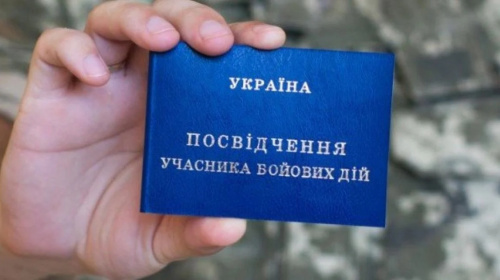 УКРАЇНА
ПОСВІДЧЕННЯ
УЧАСНИКА БОЙОВИХ ДІЙ